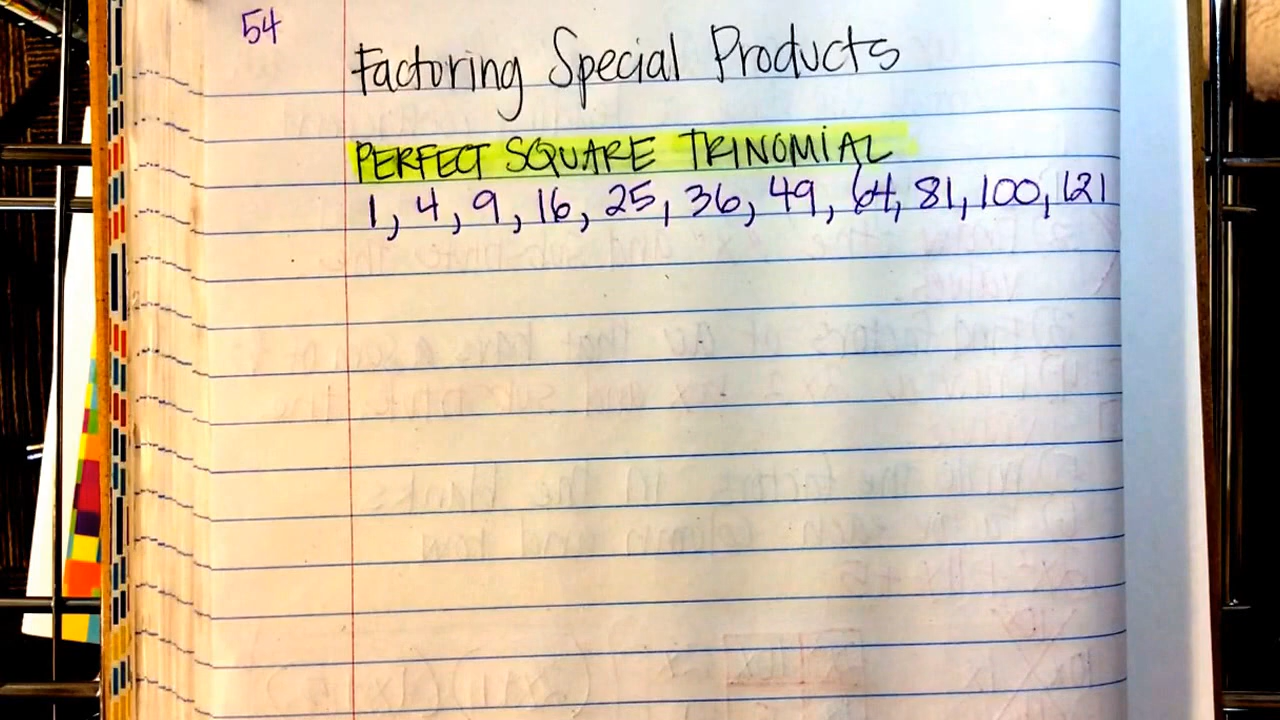 54
Factoring Special Products
PERFECT SQUARE TRINOMIAL
1, 4, 9, 16, 25, 36, 49, 64, 81, 100, 121